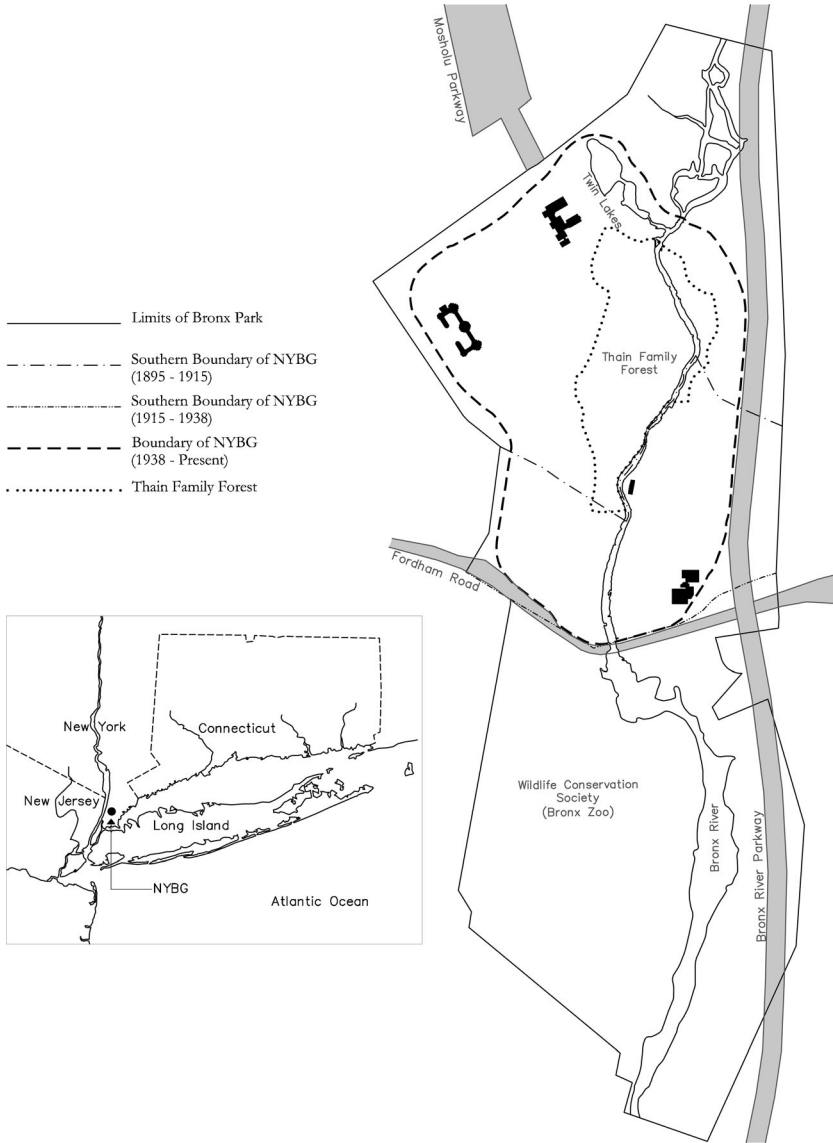 Mosholu Parkway
Twin Lakes
Limits of Bronx Park
Southern Boundary of NYBG
(1895 - 1915)
Southern Boundary of NYBG
(1915 - 1938)
Boundary of NYBG
(1938 - Present)
Thain Family Forest
Thain Family
Forest
Fordham Road
New York
Connecticut
New Jersey
Long Island
NYBG
Atlantic Ocean
Wildlife Conservation
Society
(Bronx Zoo)
Bronx River
Bronx River Parkway